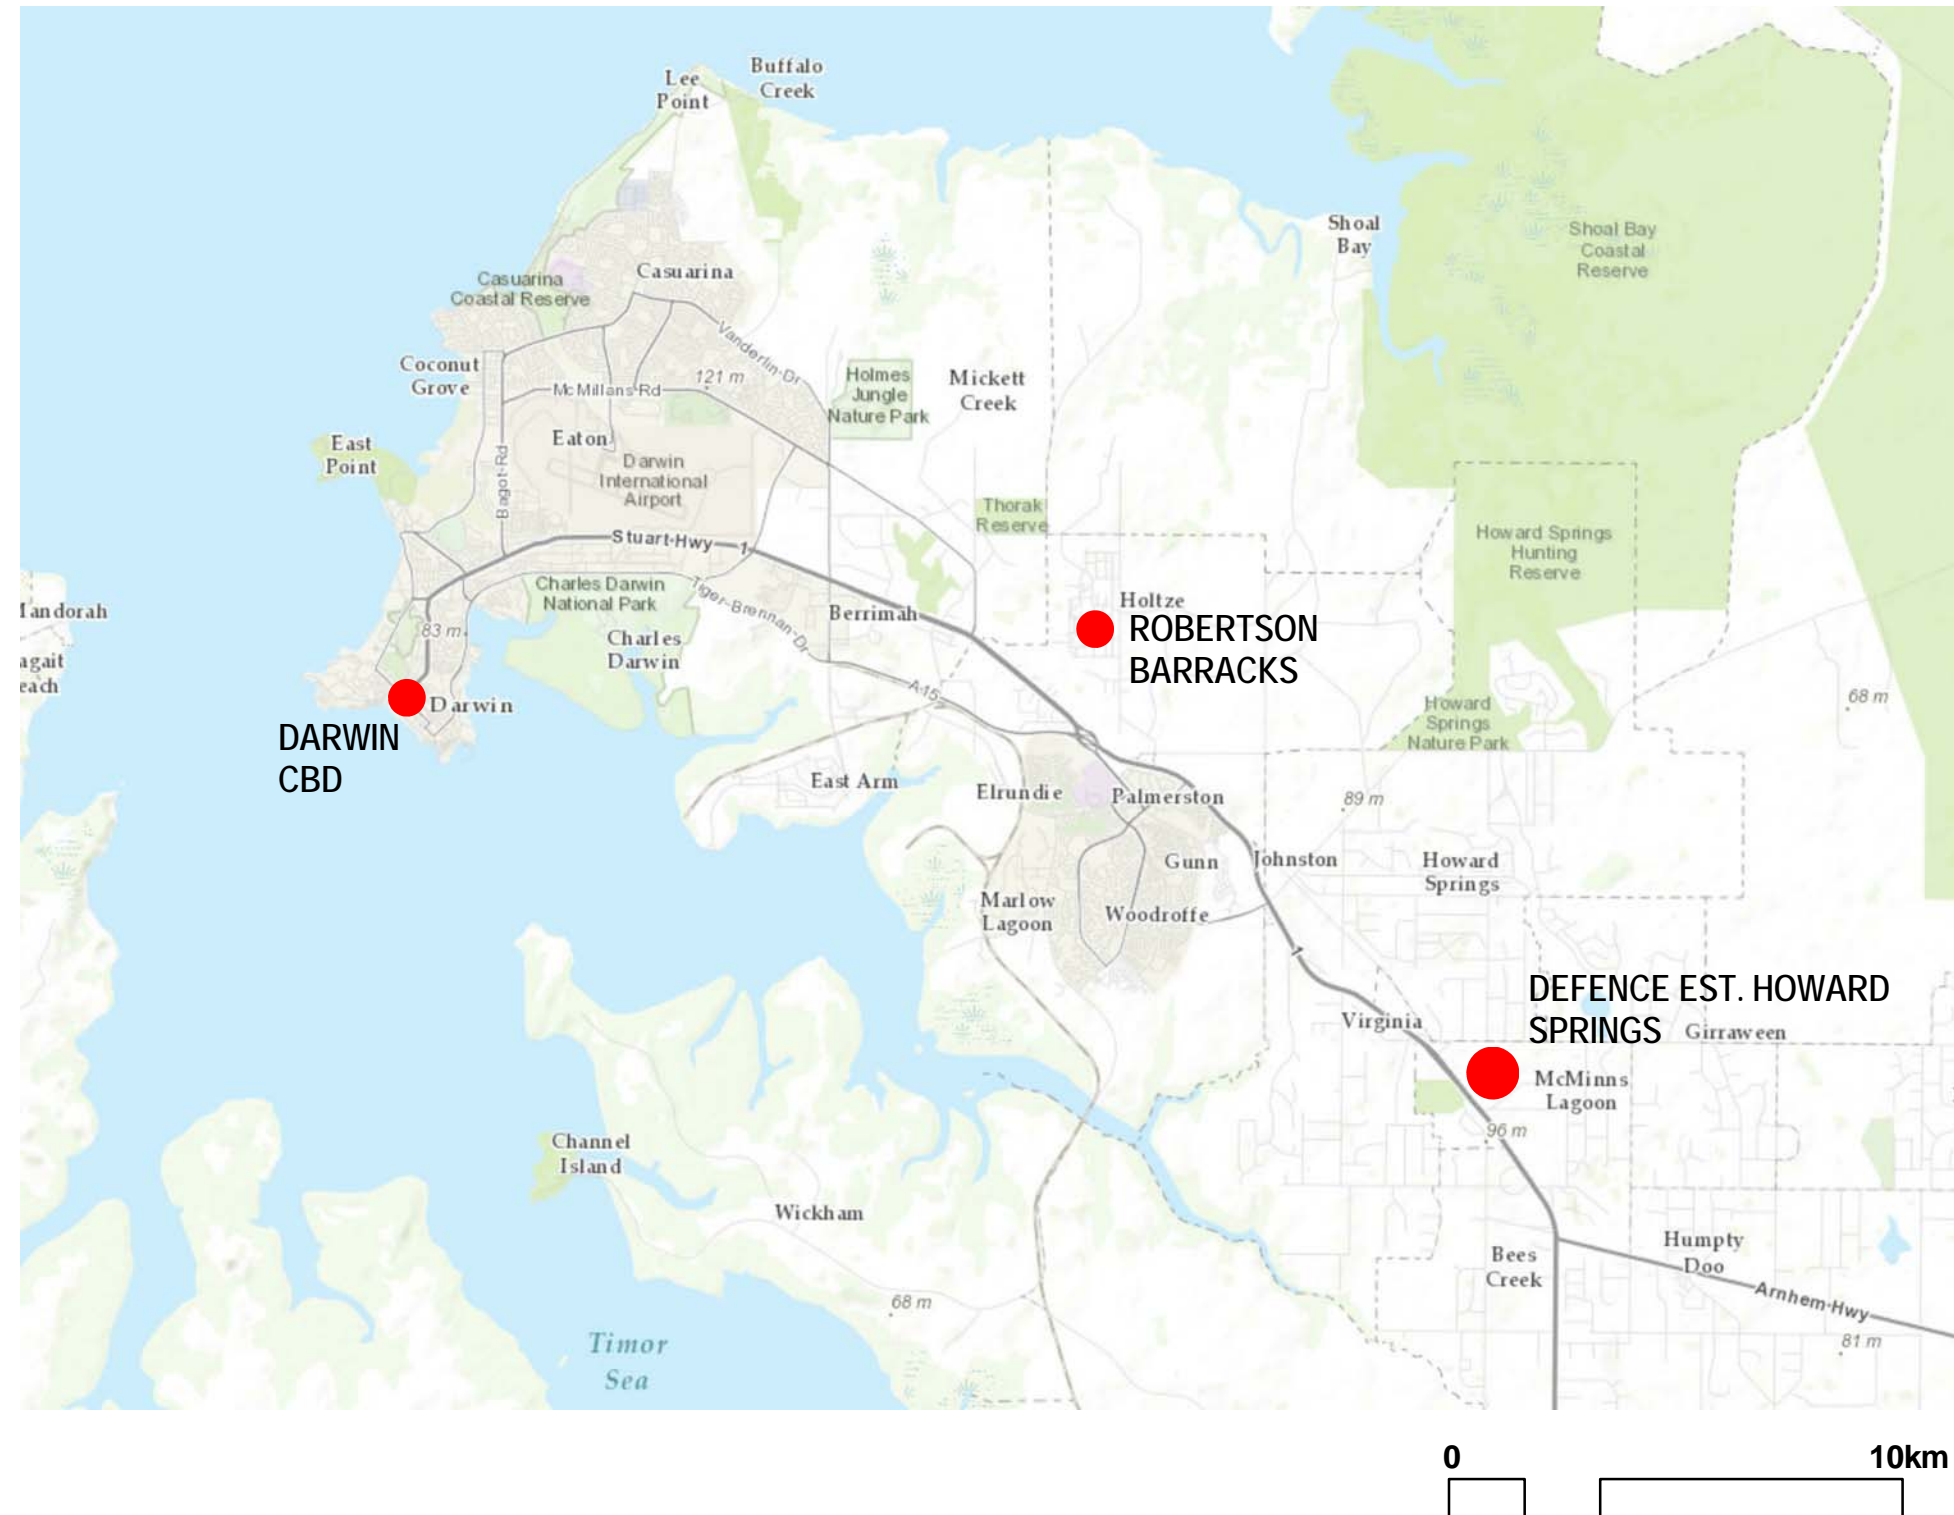 Lee
Point
Buffalo
Creek
Shoal
Bay
Shoal Bay
Coastal
Reserve
Casuarina
Coastal Reserve
Casuarina
Vanderlin Dr
Coconut
Grove
McMillans Rd
121 m
Holmes
Jungle
Nature Park
Mickett
Creek
East
Point
Eaton
Bagot Rd
Darwin
International
Airport
Thorak
Reserve
Howard Springs
Hunting
Reserve
Stuart Hwy
1
Charles Darwin
National Park
Tiger Brennan Dr
Berrimah
Holtze
ROBERTSON
BARRACKS
Mandorah
83 m
Charles
Darwin
agait
each
A15
Darwin
DARWIN
CBD
Howard
Springs
Nature Park
68 m
East Arm
Elrundie
Palmerston
89 m
Gunn
Johnston
Howard
Springs
Marlow
Lagoon
Woodroffe
1
DEFENCE EST. HOWARD
SPRINGS
Virginia
Girraween
McMinns
Lagoon
96 m
Channel
Island
Wickham
Bees
Creek
Humpty
Doo
Arnhem Hwy
68 m
81 m
Timor
Sea
0
10km